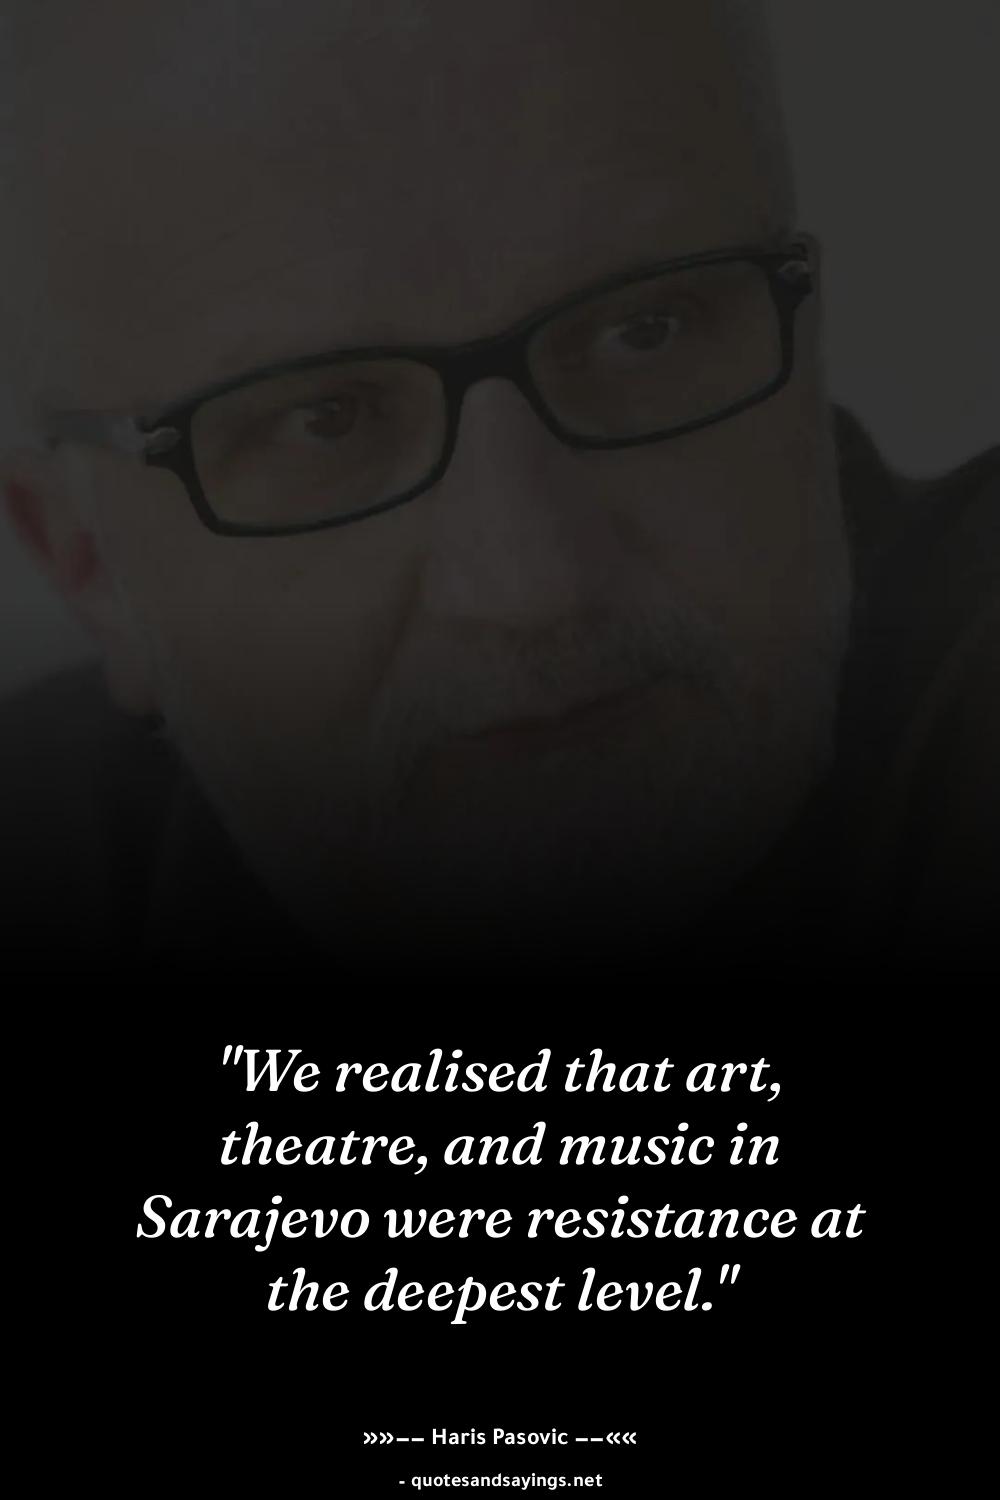 "We realised that art,
theatre, and music in
Sarajevo were resistance at
the deepest level."
»»−− Haris Pasovic −−««
- quotesandsayings.net